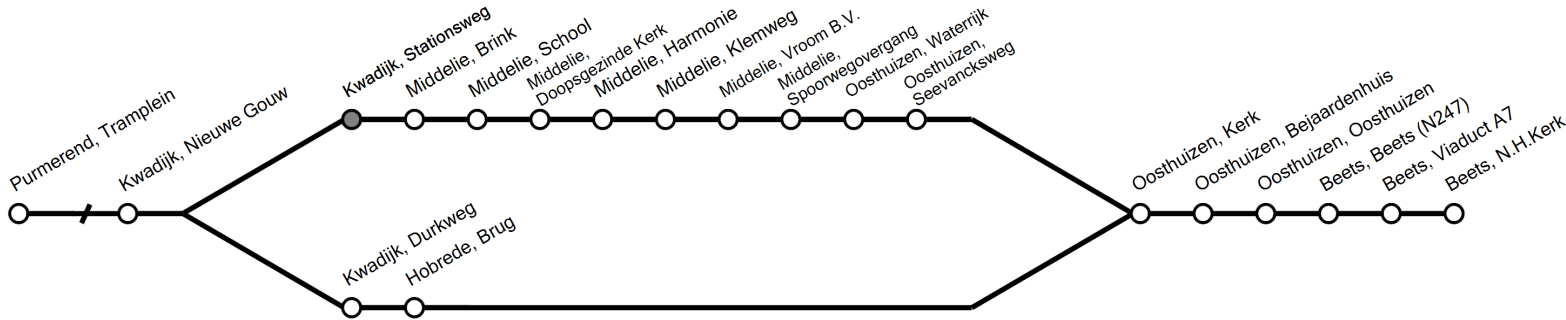 Purmerend, Tramplein
Kwadijk, Nieuwe Gouw
Kwadijk, Stationsweg
Middelie, Brink
Middelie, School
Middelie,
Doopsgezinde Kerk
Middelie, Harmonie
Middelie, Klemweg
Middelie, Vroom B.V.
Middelie,
Spoorwegovergang
Oosthuizen, Waterrijk
Oosthuizen,
Seevancksweg
Kwadijk, Durkweg
Hobrede, Brug
Oosthuizen, Kerk
Oosthuizen, Bejaardenhuis
Oosthuizen, Oosthuizen
Beets, Beets (N247)
Beets, Viaduct A7
Beets, N.H.Kerk